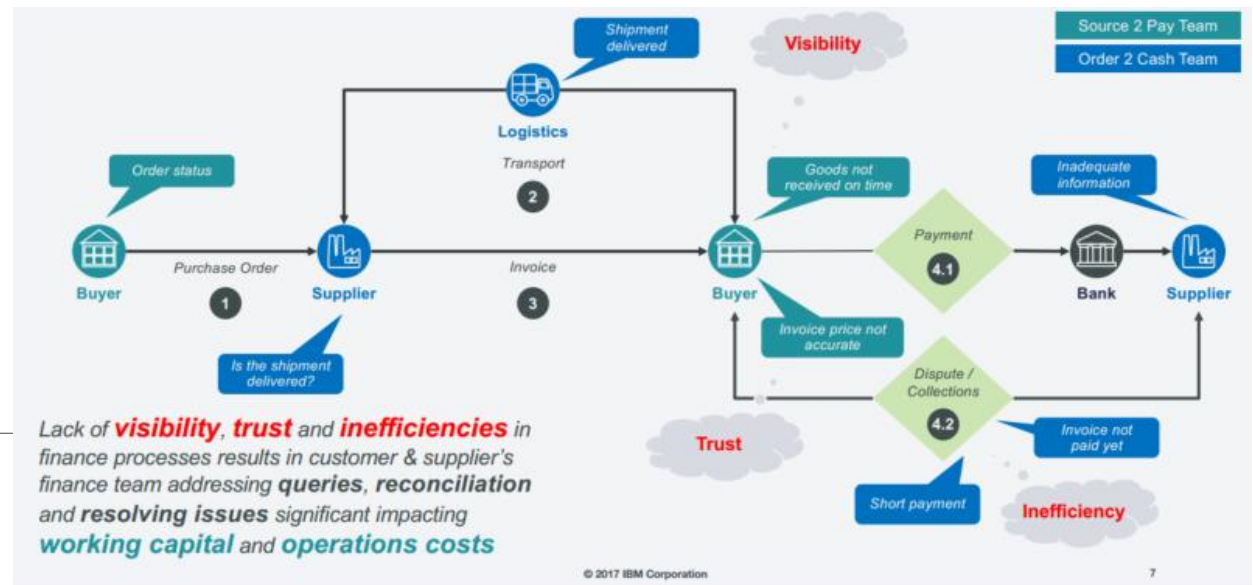 Shipment
delivered
Visibility
Source 2 Pay Team
Order 2 Cash Team
Logistics
Order status
Transport
2
Goods not
received on time
Inadequate
information
Payment
4.1
Purchase Order
1
Invoice
3
Buyer
Supplier
Buyer
Bank
Supplier
Is the shipment
delivered?
Invoice price not
accurate
Dispute /
Collections
4.2
Trust
Invoice not
paid yet
Short payment
Inefficiency
Lack of visibility, trust and inefficiencies in
finance processes results in customer & supplier's
finance team addressing queries, reconciliation
and resolving issues significant impacting
working capital and operations costs
© 2017 IBM Corporation
7